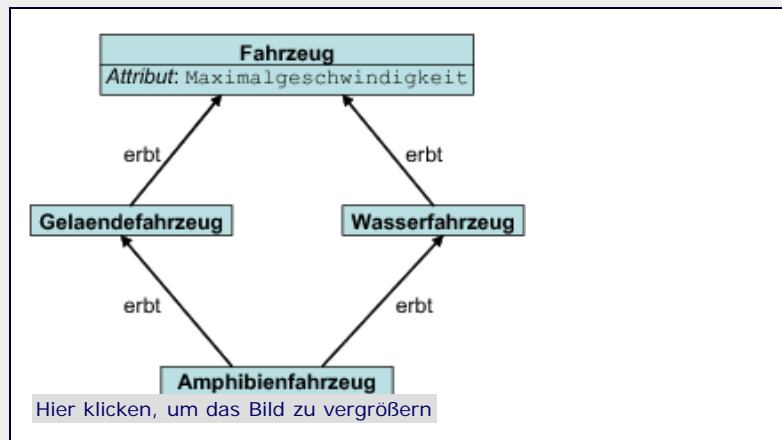 Fahrzeug
Attribut: Maximalgeschwindigkeit
erbt
erbt
Gelaendefahrzeug
Wasserfahrzeug
erbt
erbt
Amphibienfahrzeug
Hier klicken, um das Bild zu vergrößern